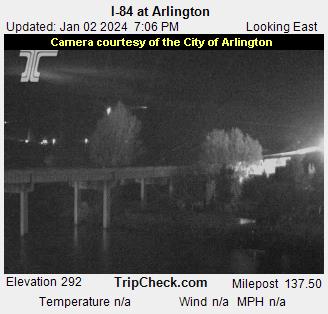 I-84 at Arlington
Updated: Jan 02 2024 7:06 PM Looking East
Camera courtesy of the City of Arlington
Elevation 292 TripCheck.com Milepost 137.50
Temperature n/a Wind n/a MPH n/a